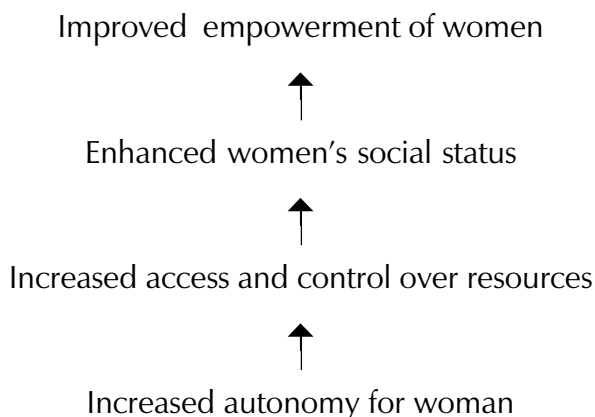 Improved empowerment of women
Enhanced women's social status
Increased access and control over resources
Increased autonomy for woman